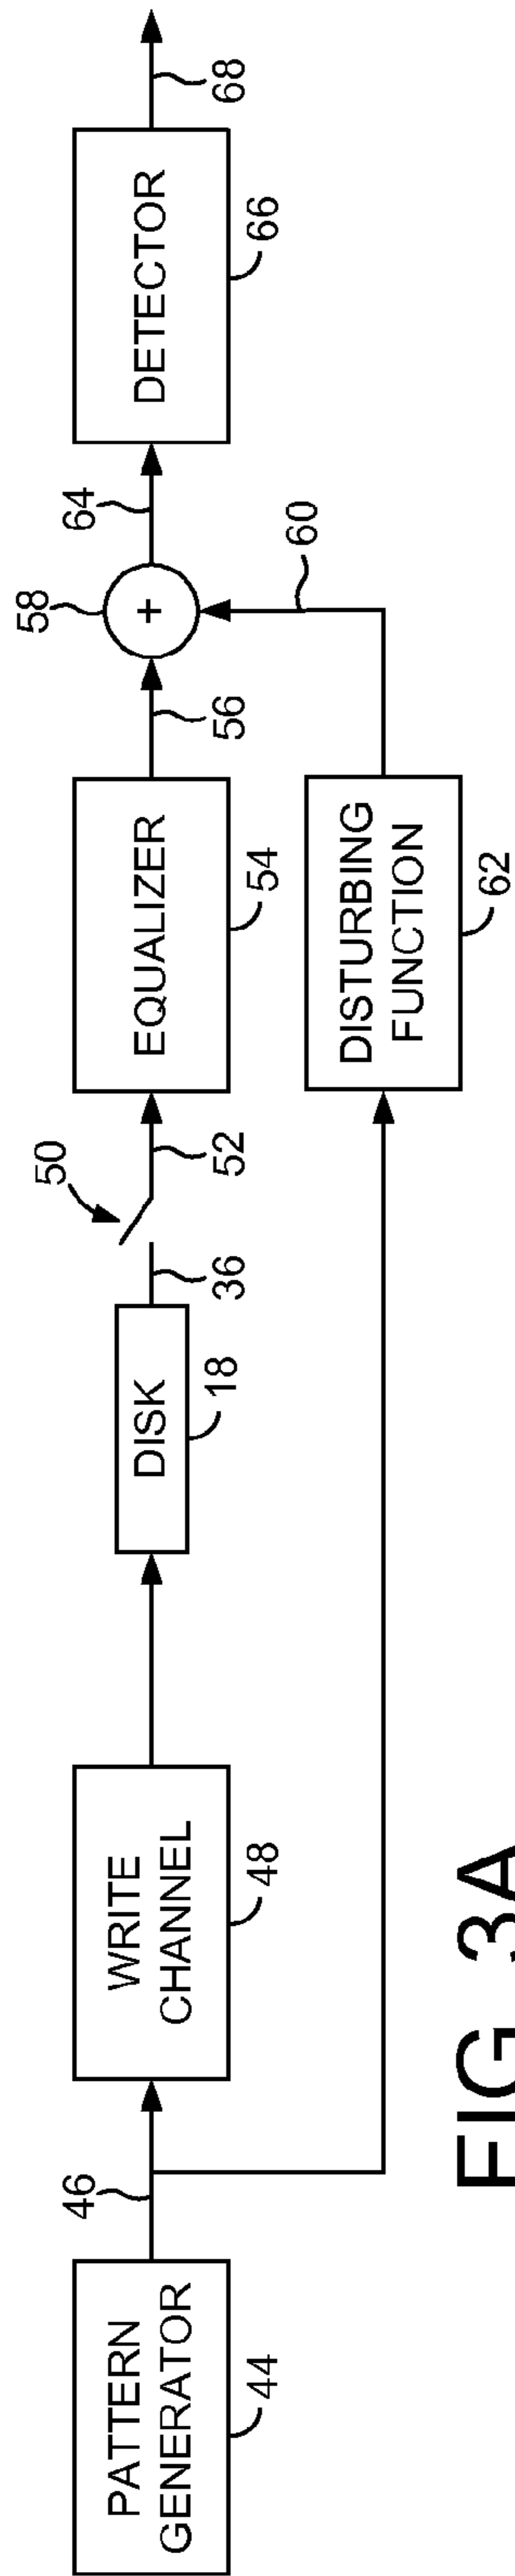 PATTERN
GENERATOR
44
46
WRITE
CHANNEL
48
DISK
18
36
50
52
EQUALIZER
54
56
58
+
60
DISTURBING
FUNCTION
62
64
DETECTOR
66
68
FIG. 3A